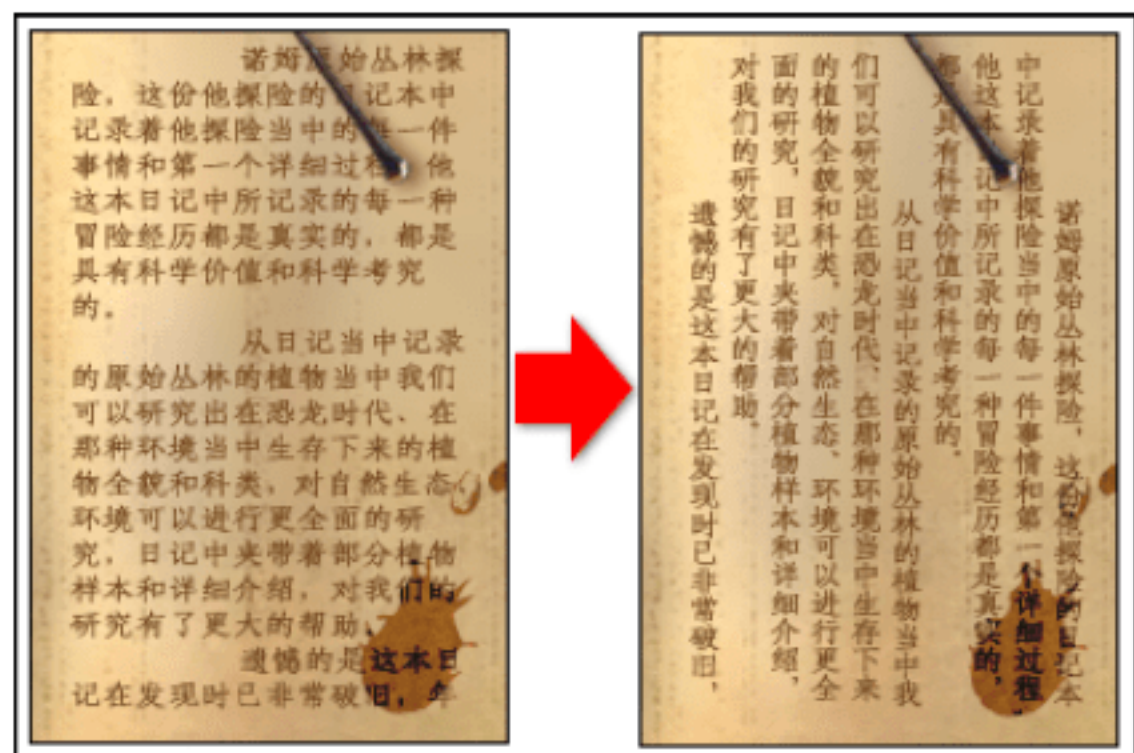 诺姆原始丛林探
险，这份他探险的日记本中
记录着他探险当中的每一件
事情和第一个详细过程，他
这本日记中所记录的每一种
冒险经历都是真实的，都是
具有科学价值和科学考究
的。
从日记当中记录
的原始丛林的植物当中我们
可以研究出在恐龙时代、在
那种环境当中生存下来的植
物全貌和科类，对自然生态、
环境可以进行更全面的研
究，日记中夹带着部分植物
样本和详细介绍，对我们的
研究有了更大的帮助。
遗憾的是这本日
记在发现时已非常破旧，年
诺姆原始丛林探险，这份他探险的日记本
中记录着他探险当中的每一件事情和第一个详细过程，
他这本日记中所记录的每一种冒险经历都是真实的，
都是具有科学价值和科学考究的。
从日记当中记录的原始丛林的植物当中我
们可以研究出在恐龙时代、在那种环境当中生存下来
的植物全貌和科类，对自然生态、环境可以进行更全
面的研究，日记中夹带着部分植物样本和详细介绍，
对我们的研究有了更大的帮助。
遗憾的是这本日记在发现时已非常破旧，